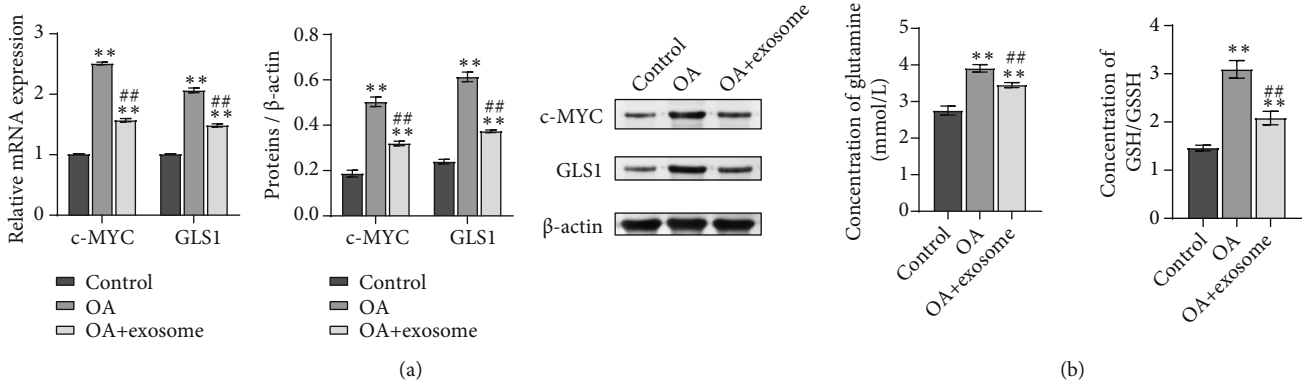 Relative mRNA expression
3
2
1
0
**
##
**
**
##
**
c-MYC
GLS1
Control
OA
OA+exosome
Proteins / β-actin
0.8
0.6
0.4
0.2
0.0
**
##
**
**
##
**
c-MYC
GLS1
Control
OA
OA+exosome
Control
OA
OA+exosome
c-MYC
GLS1
β-actin
(a)
Concentration of glutamine
(nmol/L)
5
4
3
2
1
0
**
##
**
Control
OA
OA+exosome
Concentration of
GSH/GSSH
4
3
2
1
0
**
##
**
Control
OA
OA+exosome
(b)